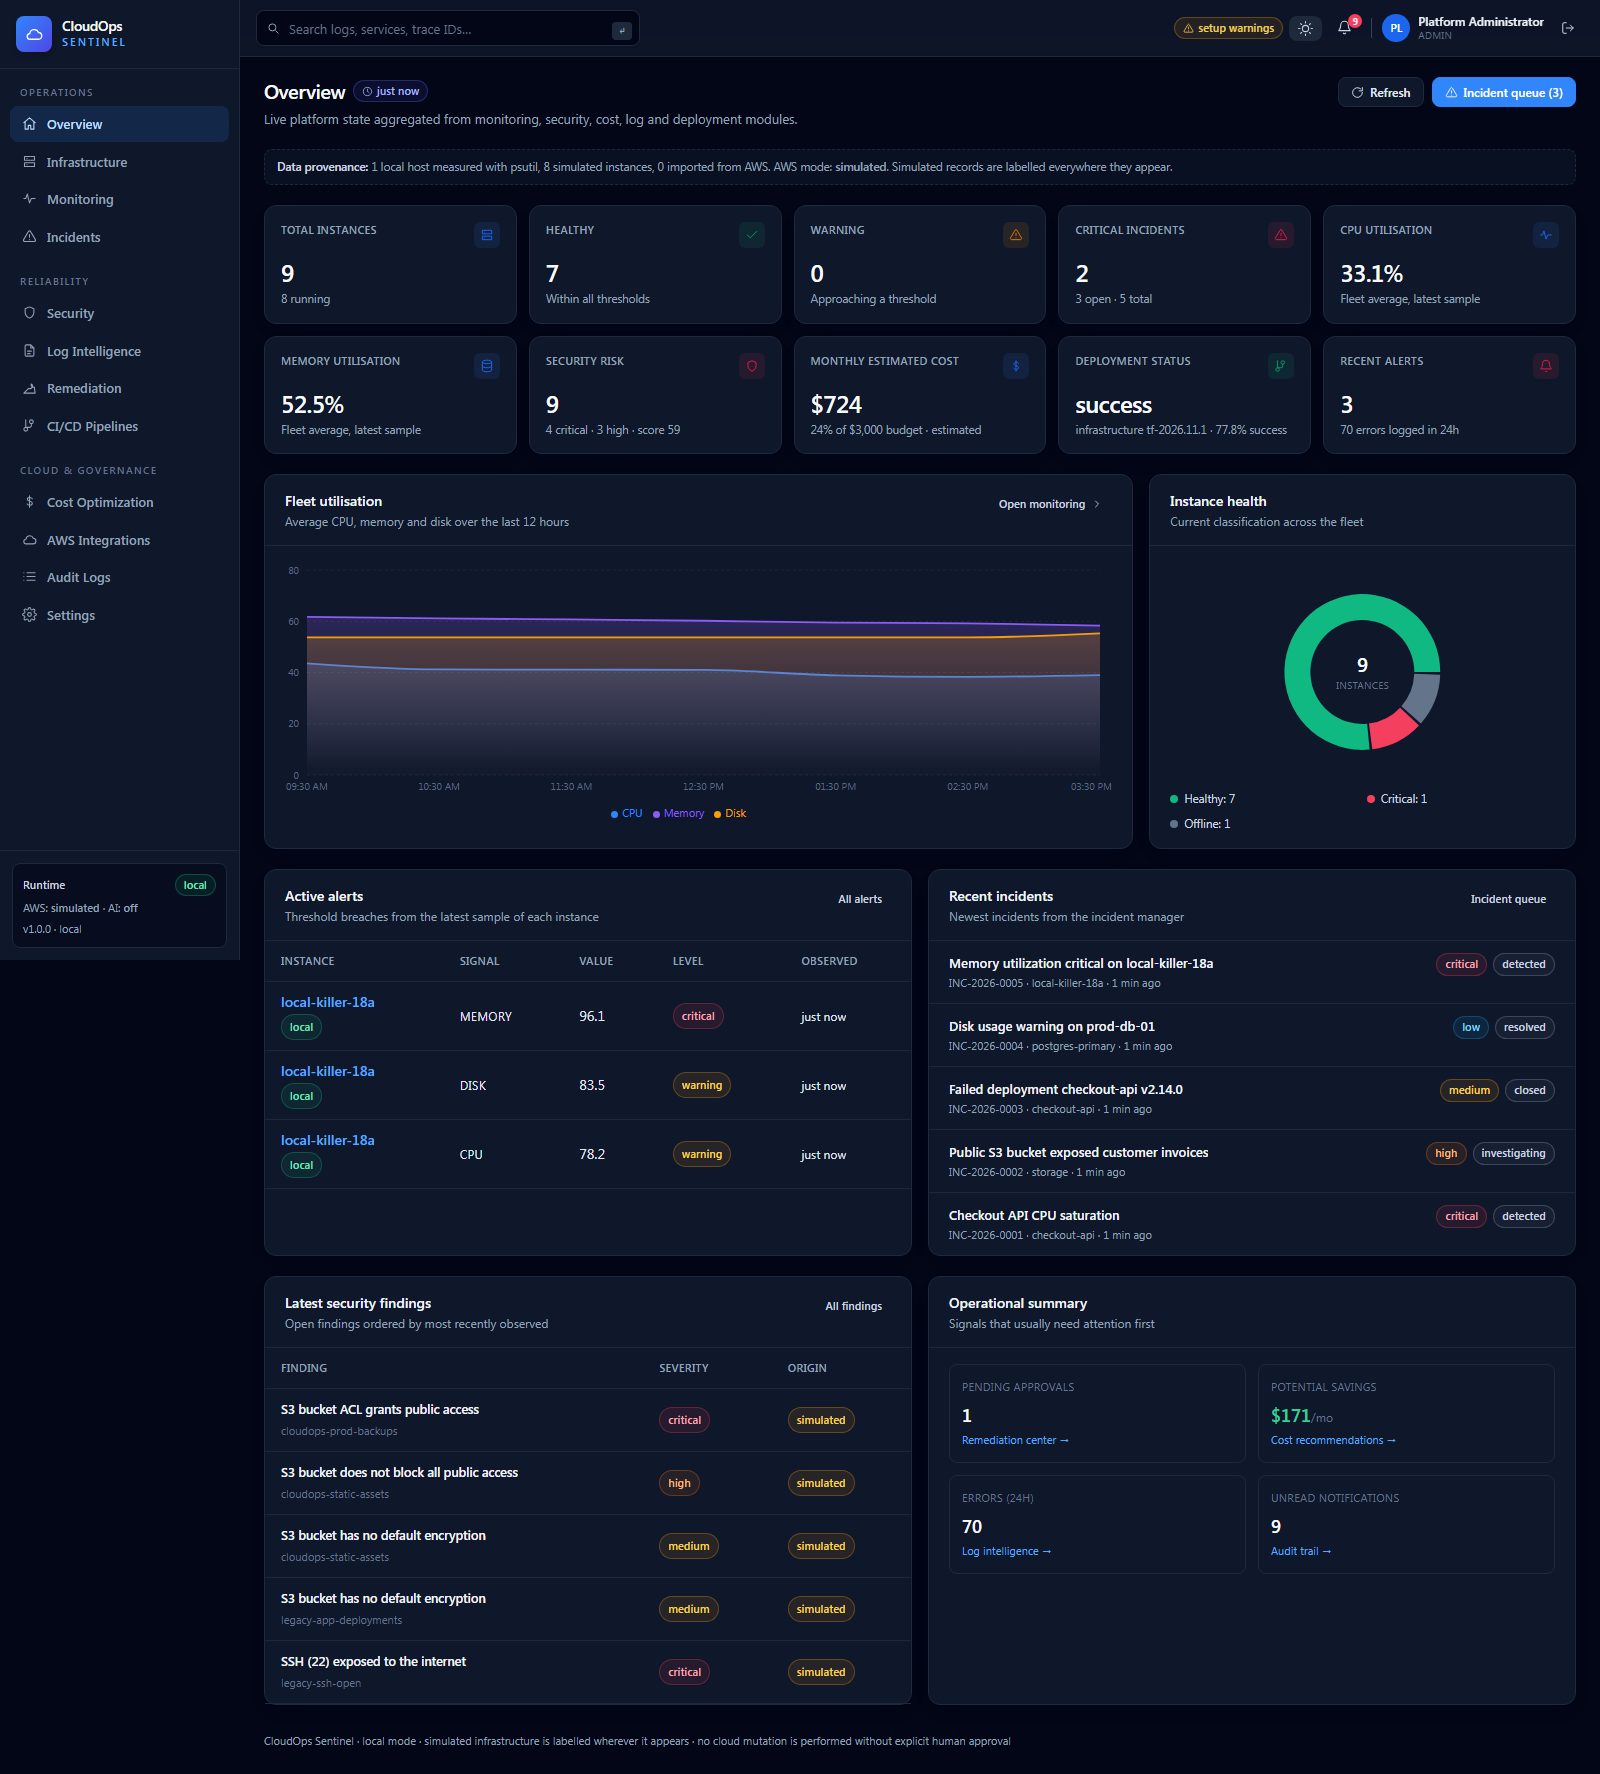 CloudOps
SENTINEL
OPERATIONS
Overview
Infrastructure
Monitoring
Incidents
RELIABILITY
Security
Log Intelligence
Remediation
CI/CD Pipelines
CLOUD & GOVERNANCE
Cost Optimization
AWS Integrations
Audit Logs
Settings
Runtime
local
AWS: simulated · AI: off
v1.0.0 · local
Search logs, services, trace IDs...
setup warnings
9
PL
Platform Administrator
ADMIN
Overview
just now
Live platform state aggregated from monitoring, security, cost, log and deployment modules.
Refresh
Incident queue (3)
Data provenance: 1 local host measured with psutil, 8 simulated instances, 0 imported from AWS. AWS mode: simulated. Simulated records are labelled everywhere they appear.
TOTAL INSTANCES
9
8 running
HEALTHY
7
Within all thresholds
WARNING
0
Approaching a threshold
CRITICAL INCIDENTS
2
3 open · 5 total
CPU UTILISATION
33.1%
Fleet average, latest sample
MEMORY UTILISATION
52.5%
Fleet average, latest sample
SECURITY RISK
9
4 critical · 3 high · score 59
MONTHLY ESTIMATED COST
$724
24% of $3,000 budget · estimated
DEPLOYMENT STATUS
success
infrastructure tf-2026.11.1 · 77.8% success
RECENT ALERTS
3
70 errors logged in 24h
Fleet utilisation
Average CPU, memory and disk over the last 12 hours
Open monitoring
80
60
40
20
0
09:30 AM 10:30 AM 11:30 AM 12:30 PM 01:30 PM 02:30 PM 03:30 PM
CPU Memory Disk
Instance health
Current classification across the fleet
9
INSTANCES
Healthy: 7
Critical: 1
Offline: 1
Active alerts
Threshold breaches from the latest sample of each instance
All alerts
INSTANCE SIGNAL VALUE LEVEL OBSERVED
local-killer-18a
local
MEMORY 96.1 critical just now
local-killer-18a
local
DISK 83.5 warning just now
local-killer-18a
local
CPU 78.2 warning just now
Recent incidents
Newest incidents from the incident manager
Incident queue
Memory utilization critical on local-killer-18a
critical detected
INC-2026-0005 · local-killer-18a · 1 min ago
Disk usage warning on prod-db-01
low resolved
INC-2026-0004 · postgres-primary · 1 min ago
Failed deployment checkout-api v2.14.0
medium closed
INC-2026-0003 · checkout-api · 1 min ago
Public S3 bucket exposed customer invoices
high investigating
INC-2026-0002 · storage · 1 min ago
Checkout API CPU saturation
critical detected
INC-2026-0001 · checkout-api · 1 min ago
Latest security findings
Open findings ordered by most recently observed
All findings
FINDING SEVERITY ORIGIN
S3 bucket ACL grants public access
cloudops-prod-backups
critical simulated
S3 bucket does not block all public access
cloudops-static-assets
high simulated
S3 bucket has no default encryption
cloudops-static-assets
medium simulated
S3 bucket has no default encryption
legacy-app-deployments
medium simulated
SSH (22) exposed to the internet
legacy-ssh-open
critical simulated
Operational summary
Signals that usually need attention first
PENDING APPROVALS
1
Remediation center →
POTENTIAL SAVINGS
$171/mo
Cost recommendations →
ERRORS (24H)
70
Log intelligence →
UNREAD NOTIFICATIONS
9
Audit trail →
CloudOps Sentinel · local mode · simulated infrastructure is labelled wherever it appears · no cloud mutation is performed without explicit human approval